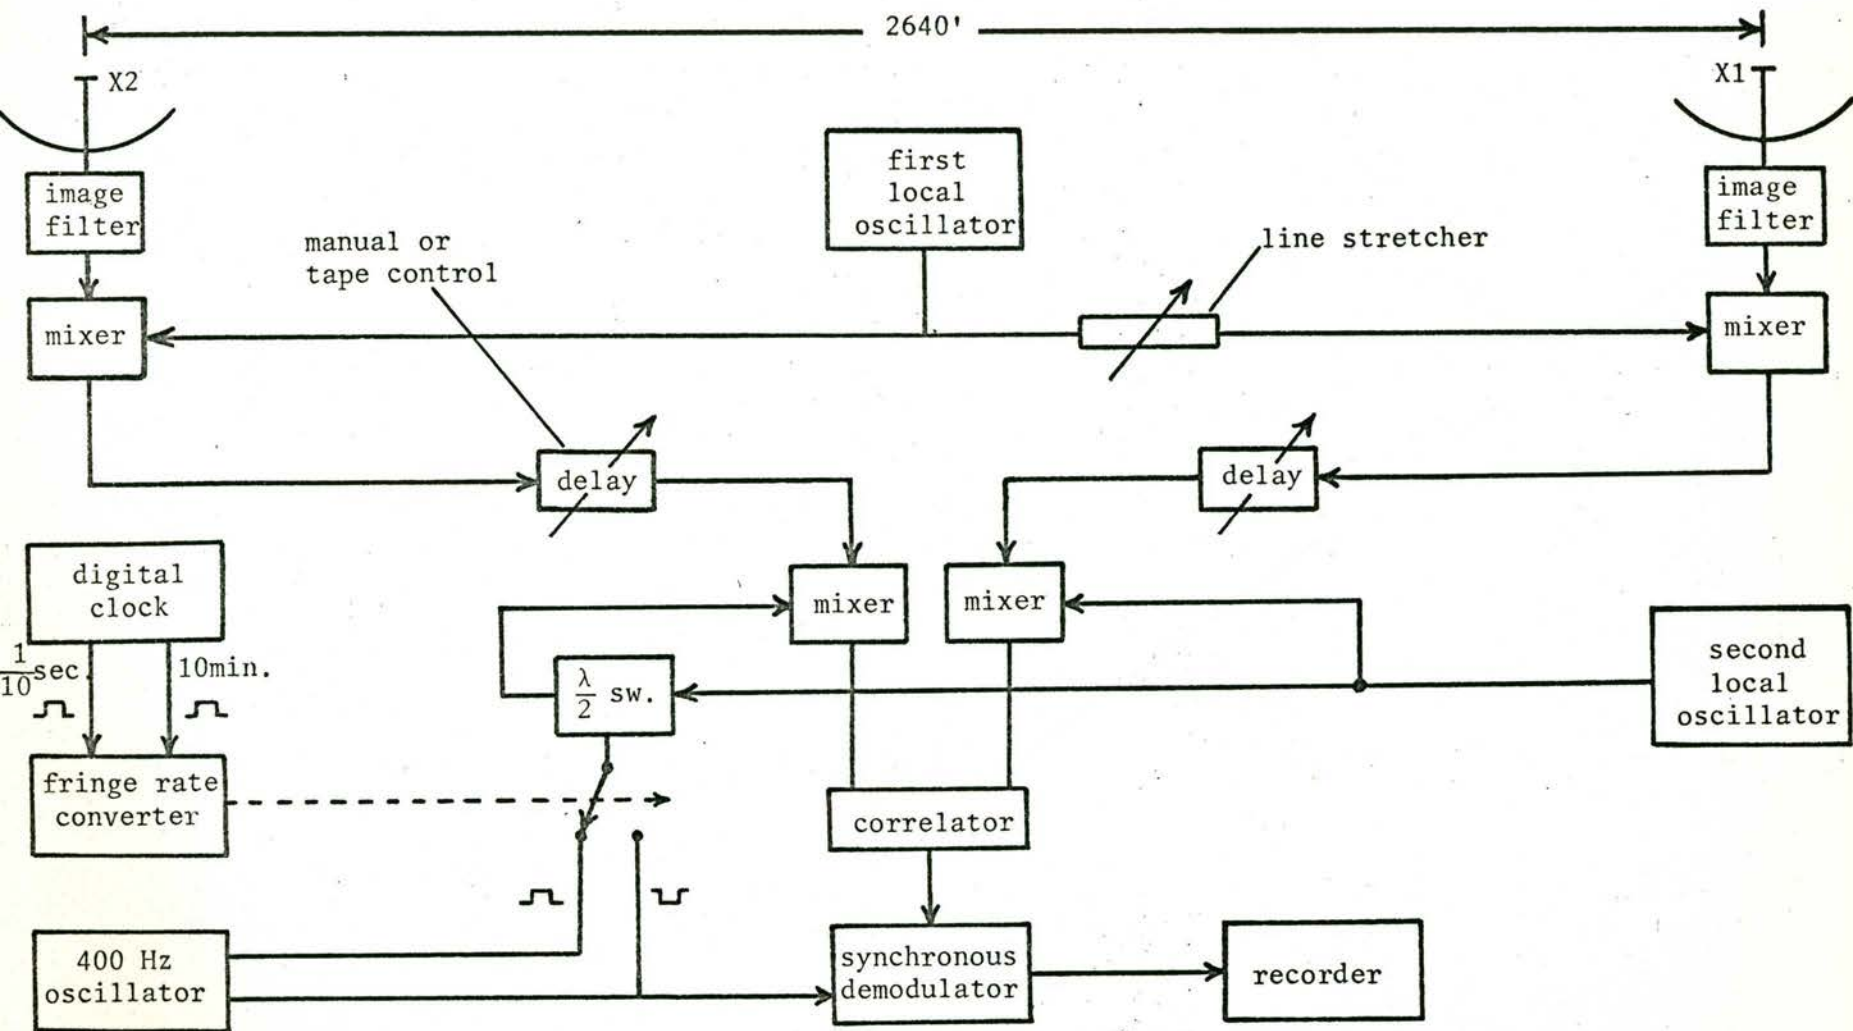 2640'
X2
X1
first
local
oscillator
image
filter
image
filter
manual or
tape control
line stretcher
mixer
mixer
delay
delay
digital
clock
mixer
mixer
1/10 sec.
10min.
λ/2 sw.
second
local
oscillator
fringe rate
converter
correlator
400 Hz
oscillator
synchronous
demodulator
recorder